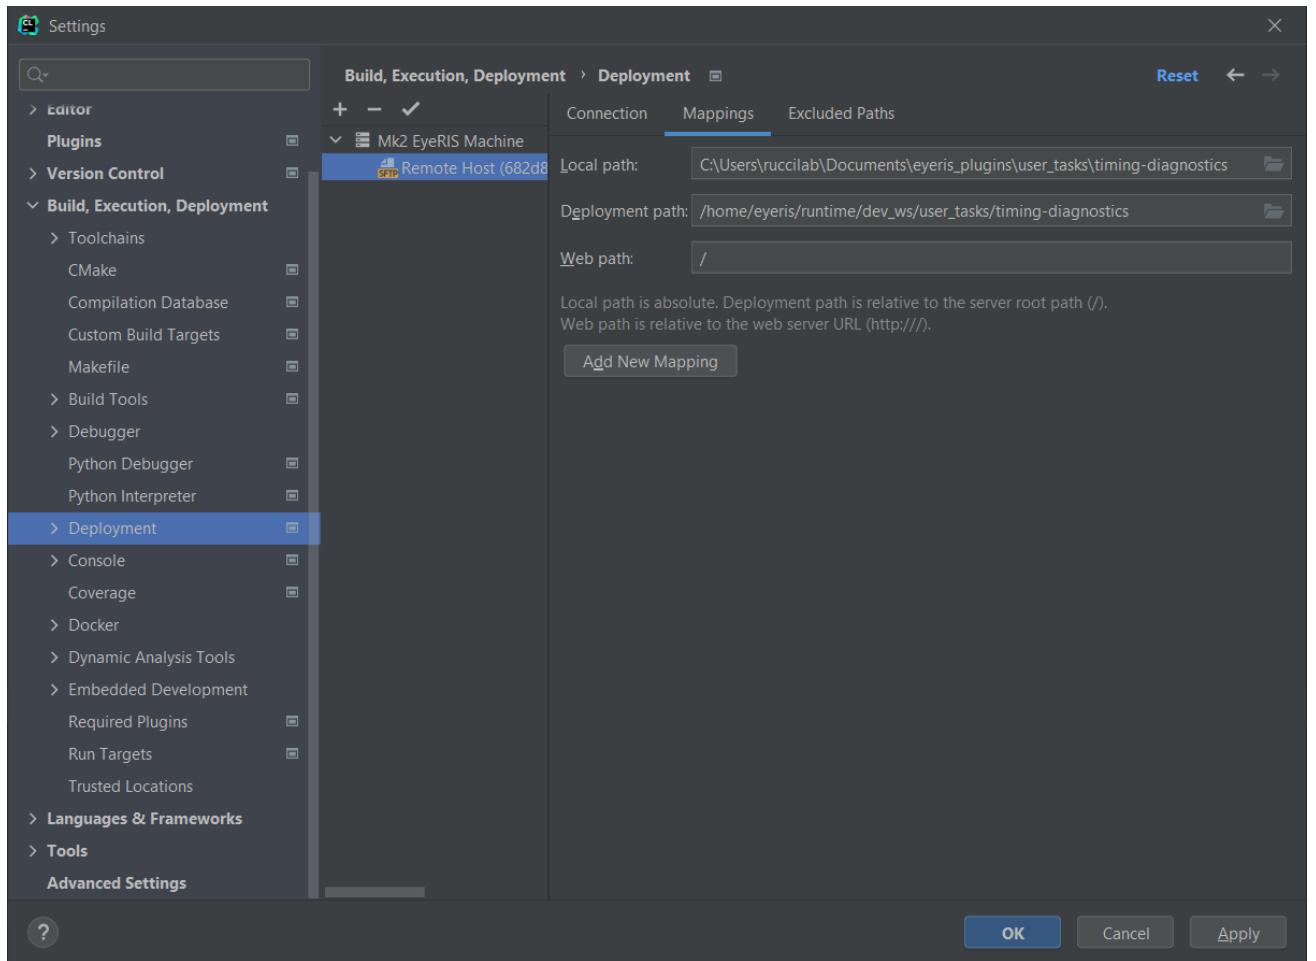 CL
Settings
Editor
Plugins
Version Control
Build, Execution, Deployment
Toolchains
CMake
Compilation Database
Custom Build Targets
Makefile
Build Tools
Debugger
Python Debugger
Python Interpreter
Deployment
Console
Coverage
Docker
Dynamic Analysis Tools
Embedded Development
Required Plugins
Run Targets
Trusted Locations
Languages & Frameworks
Tools
Advanced Settings
Build, Execution, Deployment › Deployment
Reset
Mk2 EyeRIS Machine
SFTP Remote Host (682d8
Connection Mappings Excluded Paths
Local path: C:\Users\ruccilab\Documents\eyeris_plugins\user_tasks\timing-diagnostics
Deployment path: /home/eyeris/runtime/dev_ws/user_tasks/timing-diagnostics
Web path: /
Local path is absolute. Deployment path is relative to the server root path (/).
Web path is relative to the web server URL (http:///).
Add New Mapping
?
OK Cancel Apply